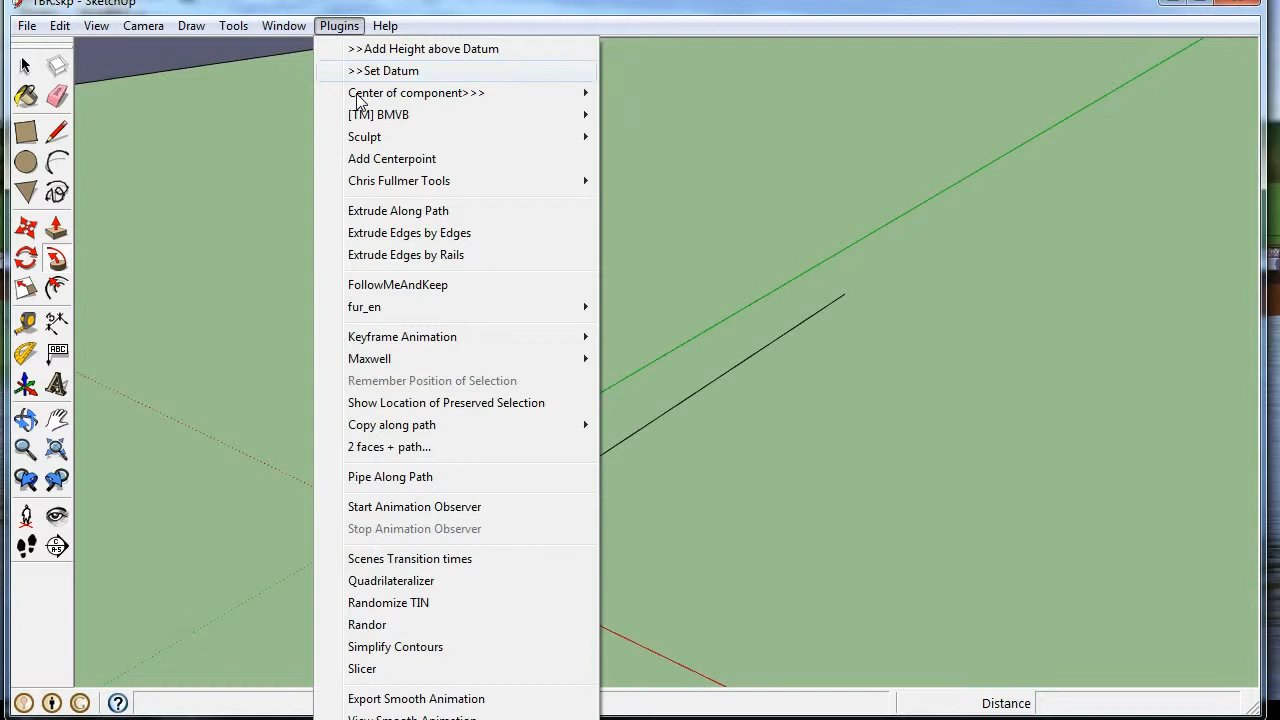 TBR.skp - SketchUp
File Edit View Camera Draw Tools Window Plugins Help
>>Add Height above Datum
>>Set Datum
Center of component>>>
[TM] BMVB
Sculpt
Add Centerpoint
Chris Fullmer Tools
Extrude Along Path
Extrude Edges by Edges
Extrude Edges by Rails
FollowMeAndKeep
fur_en
Keyframe Animation
Maxwell
Remember Position of Selection
Show Location of Preserved Selection
Copy along path
2 faces + path...
Pipe Along Path
Start Animation Observer
Stop Animation Observer
Scenes Transition times
Quadrilateralizer
Randomize TIN
Randor
Simplify Contours
Slicer
Export Smooth Animation
View Smooth Animation
ABC
Distance